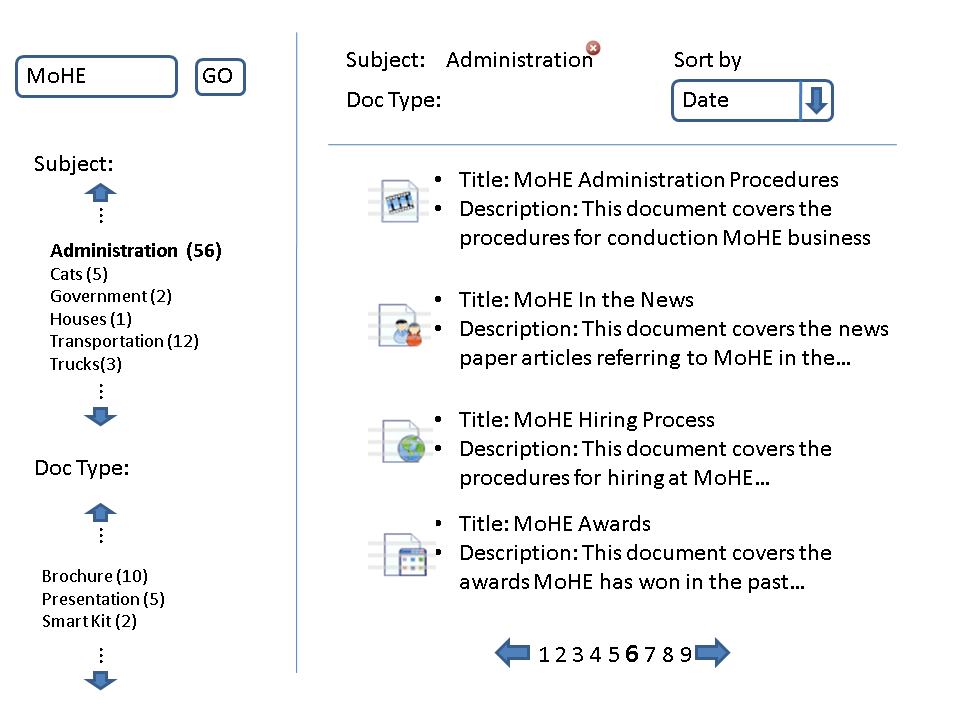 MoHE
GO
Subject:
⋮
Administration (56)
Cats (5)
Government (2)
Houses (1)
Transportation (12)
Trucks(3)
⋮
Doc Type:
⋮
Brochure (10)
Presentation (5)
Smart Kit (2)
⋮
Subject: Administration
Doc Type:
Sort by
Date
• Title: MoHE Administration Procedures
• Description: This document covers the
procedures for conduction MoHE business
• Title: MoHE In the News
• Description: This document covers the news
paper articles referring to MoHE in the…
• Title: MoHE Hiring Process
• Description: This document covers the
procedures for hiring at MoHE…
• Title: MoHE Awards
• Description: This document covers the
awards MoHE has won in the past…
1 2 3 4 5 6 7 8 9